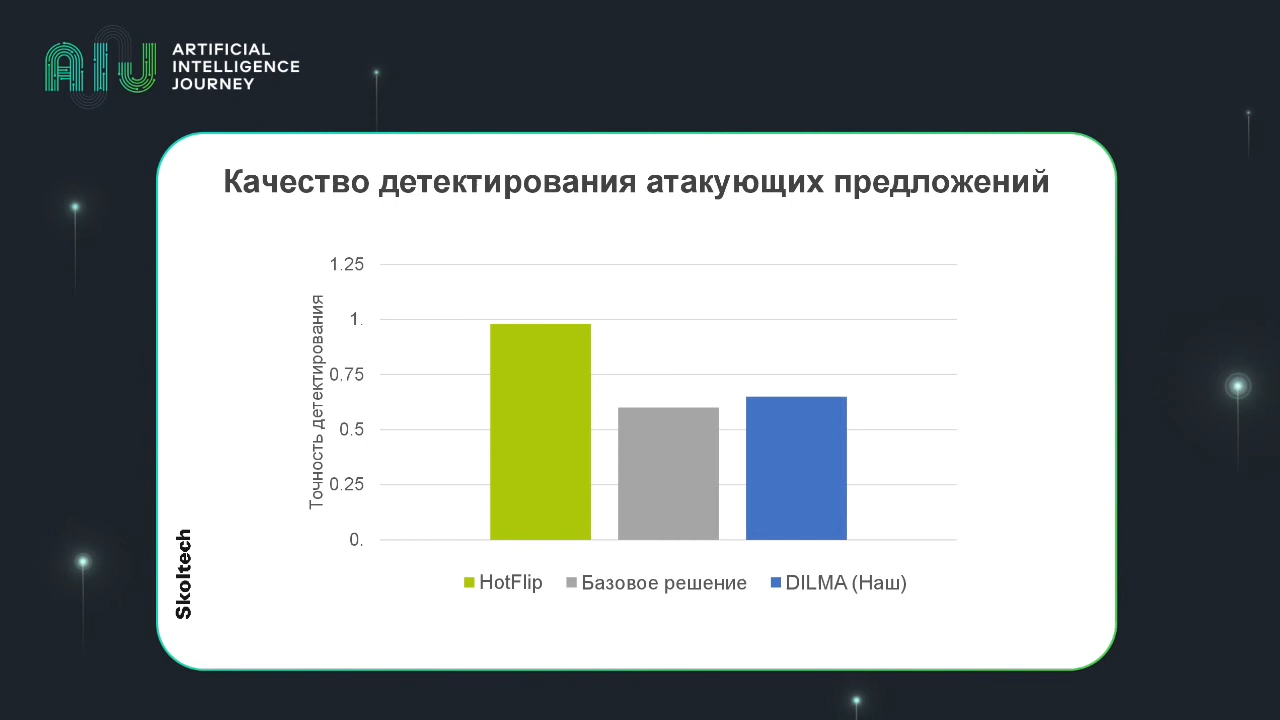 ARTIFICIAL
INTELLIGENCE
JOURNEY
Качество детектирования атакующих предложений
Точность детектирования
1.25
1.
0.75
0.5
0.25
0.
HotFlip
Базовое решение
DILMA (Наш)
Skoltech